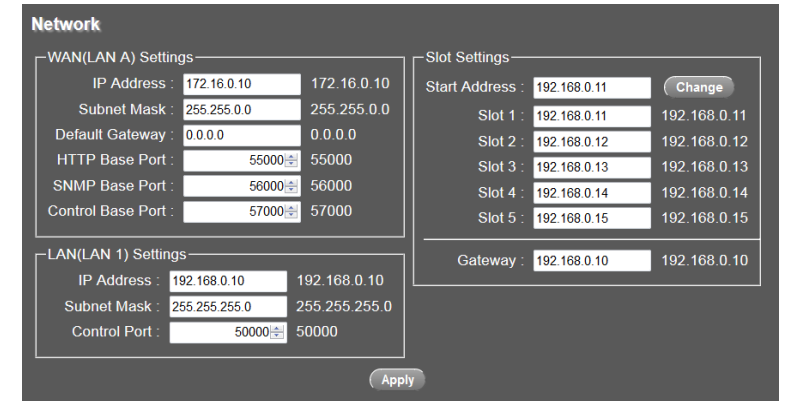 Network
WAN(LAN A) Settings
IP Address : 172.16.0.10 172.16.0.10
Subnet Mask : 255.255.0.0 255.255.0.0
Default Gateway : 0.0.0.0 0.0.0.0
HTTP Base Port : 55000 55000
SNMP Base Port : 56000 56000
Control Base Port : 57000 57000
LAN(LAN 1) Settings
IP Address : 192.168.0.10 192.168.0.10
Subnet Mask : 255.255.255.0 255.255.255.0
Control Port : 50000 50000
Slot Settings
Start Address : 192.168.0.11 Change
Slot 1 : 192.168.0.11 192.168.0.11
Slot 2 : 192.168.0.12 192.168.0.12
Slot 3 : 192.168.0.13 192.168.0.13
Slot 4 : 192.168.0.14 192.168.0.14
Slot 5 : 192.168.0.15 192.168.0.15
Gateway : 192.168.0.10 192.168.0.10
Apply